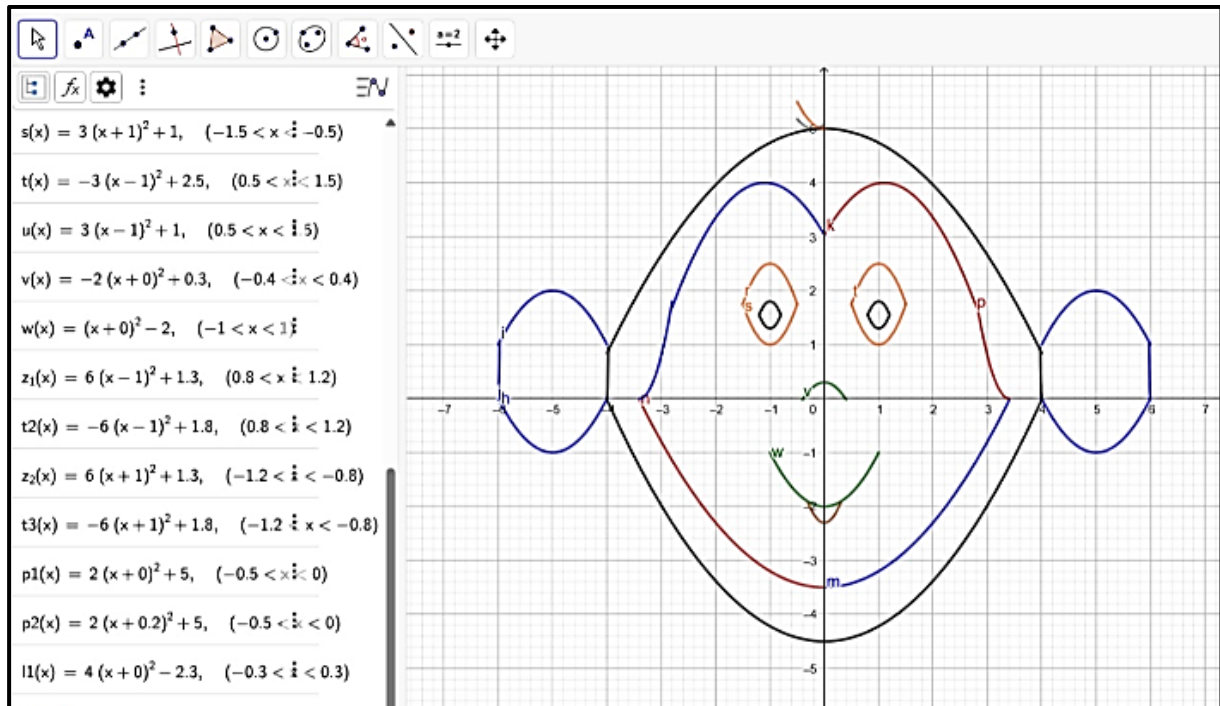 a=2
s(x) = 3 (x + 1)² + 1, (−1.5 < x < −0.5)
t(x) = −3 (x − 1)² + 2.5, (0.5 < x < 1.5)
u(x) = 3 (x − 1)² + 1, (0.5 < x < 1.5)
v(x) = −2 (x + 0)² + 0.3, (−0.4 < x < 0.4)
w(x) = (x + 0)² − 2, (−1 < x < 1)
z₁(x) = 6 (x − 1)² + 1.3, (0.8 < x < 1.2)
t2(x) = −6 (x − 1)² + 1.8, (0.8 < x < 1.2)
z₂(x) = 6 (x + 1)² + 1.3, (−1.2 < x < −0.8)
t3(x) = −6 (x + 1)² + 1.8, (−1.2 < x < −0.8)
p1(x) = 2 (x + 0)² + 5, (−0.5 < x < 0)
p2(x) = 2 (x + 0.2)² + 5, (−0.5 < x < 0)
l1(x) = 4 (x + 0)² − 2.3, (−0.3 < x < 0.3)
4
k
3
r
2
t
s
p
i
1
v
h
−7 −5 −3 −2 −1 0 1 2 3 4 5 6 7
w
−1
−3
m
−4
−5